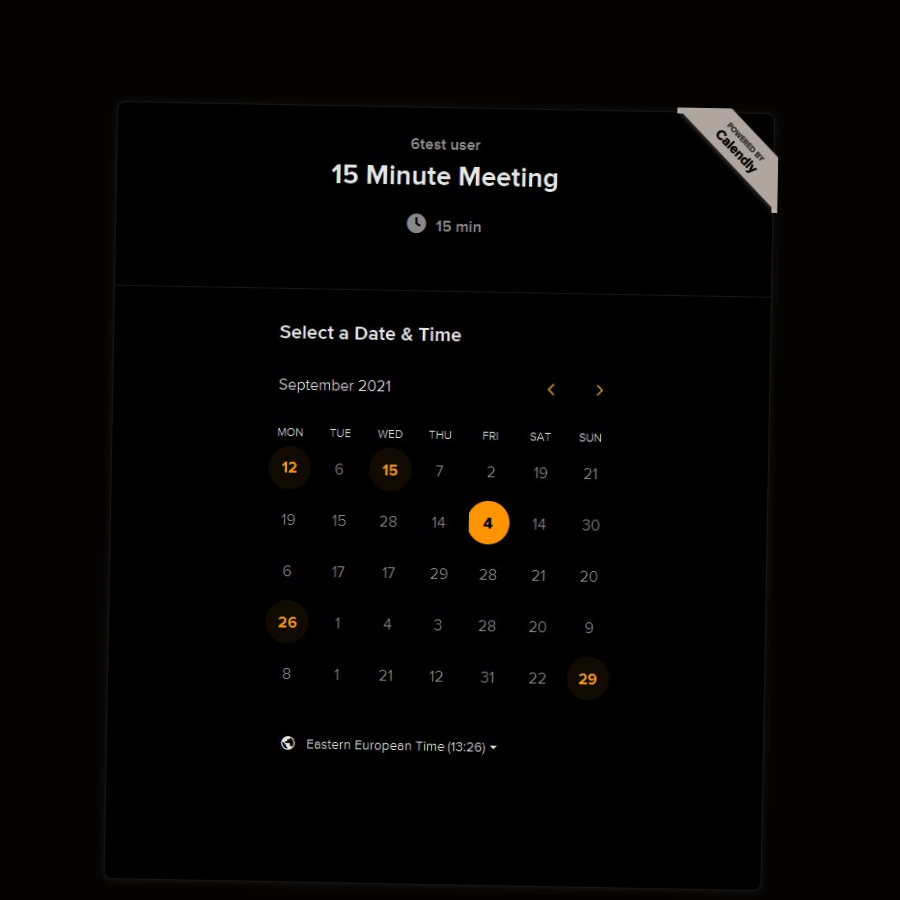 POWERED BY
Calendly
6test user
15 Minute Meeting
15 min
Select a Date & Time
September 2021
MON TUE WED THU FRI SAT SUN
12 6 15 7 2 19 21
19 15 28 14 4 14 30
6 17 17 29 28 21 20
26 1 4 3 28 20 9
8 1 21 12 31 22 29
Eastern European Time (13:26)